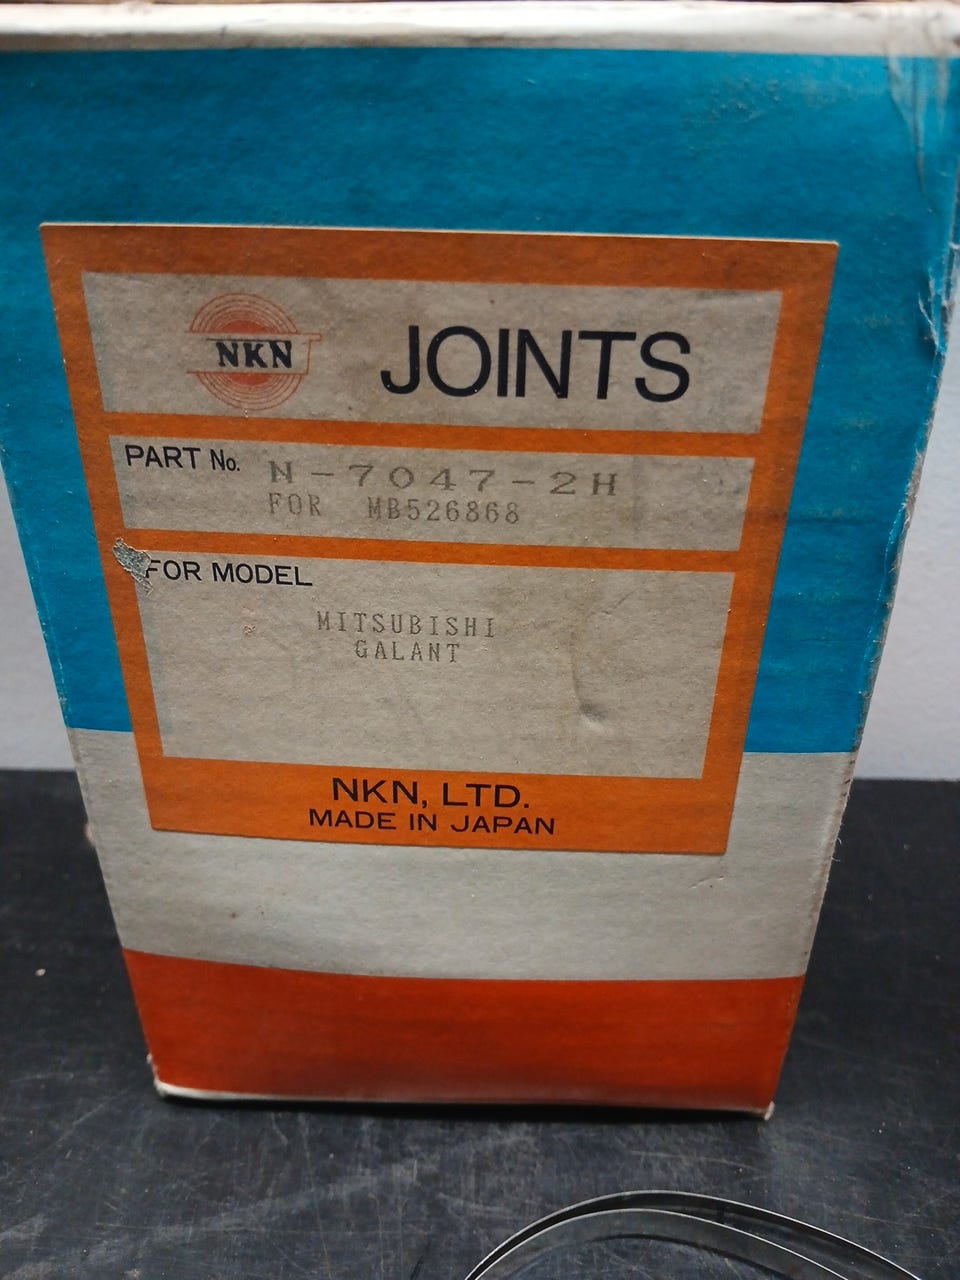 NKN JOINTS
PART No. N-7047-2H
FOR MB526868
FOR MODEL
MITSUBISHI
GALANT
NKN, LTD.
MADE IN JAPAN